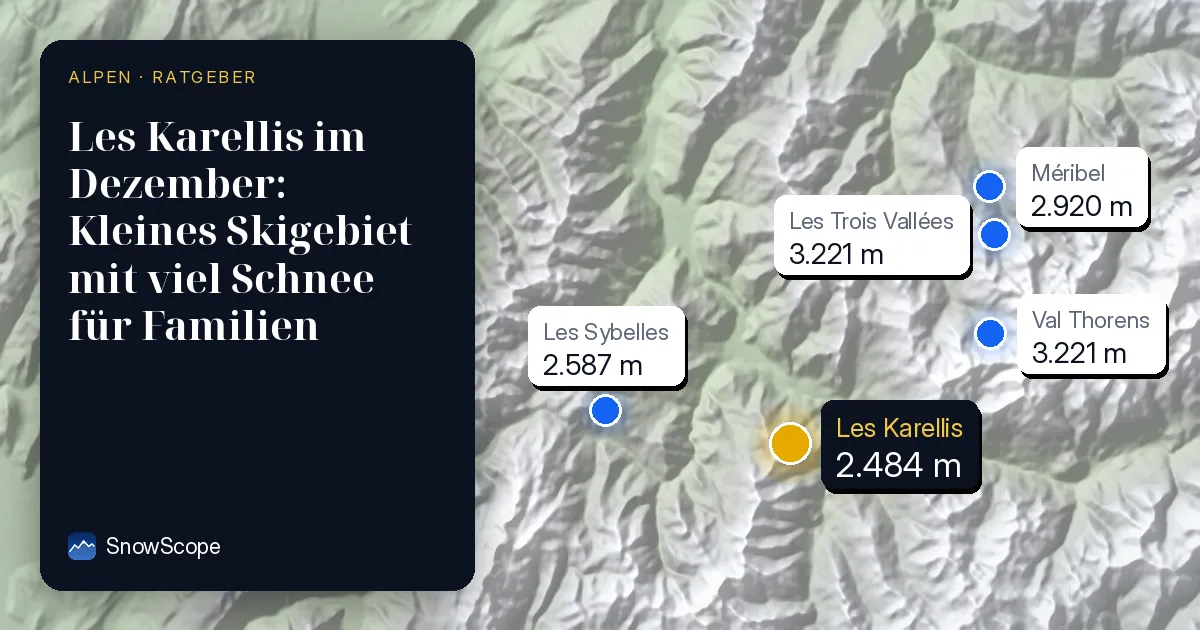 ALPEN · RATGEBER
Les Karellis im
Dezember:
Kleines Skigebiet
mit viel Schnee
für Familien
SnowScope
Méribel
2.920 m
Les Trois Vallées
3.221 m
Val Thorens
3.221 m
Les Sybelles
2.587 m
Les Karellis
2.484 m